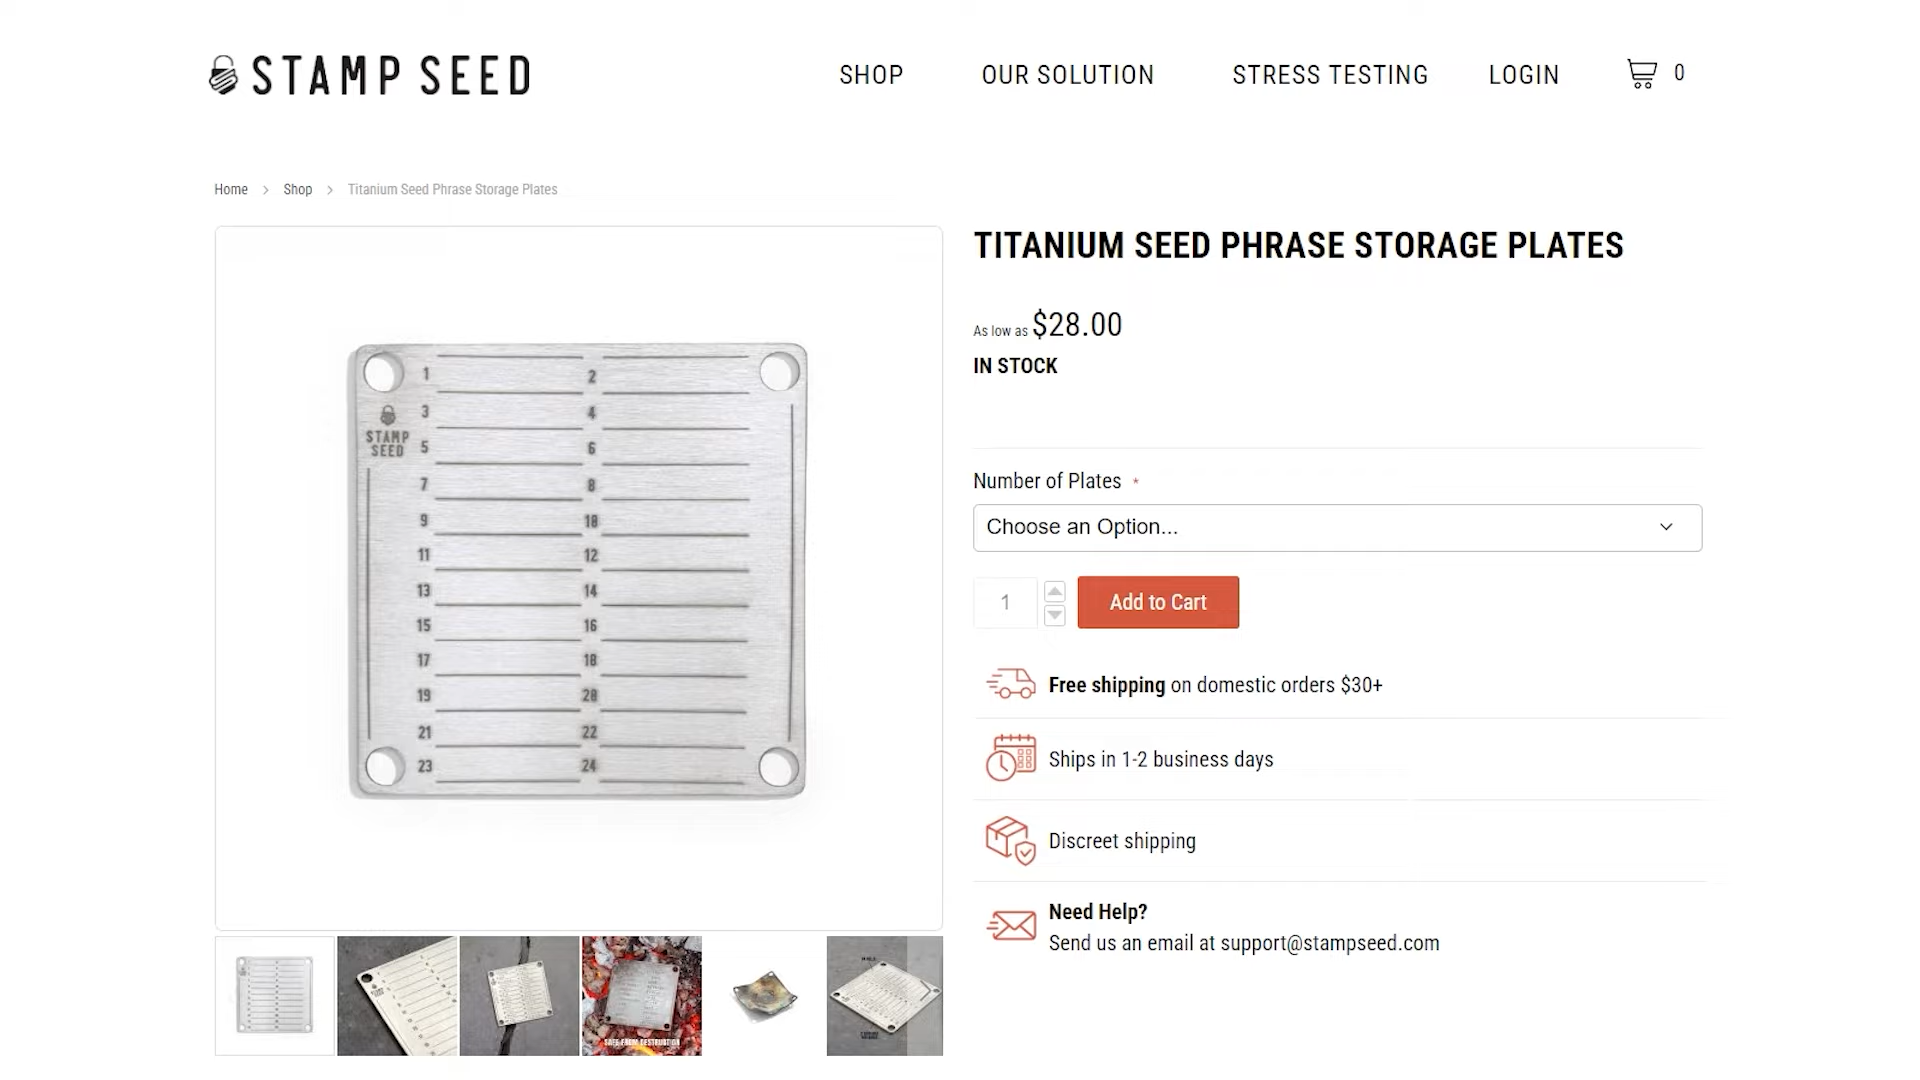 STAMP SEED
SHOP
OUR SOLUTION
STRESS TESTING
LOGIN
0
Home
Shop
Titanium Seed Phrase Storage Plates
TITANIUM SEED PHRASE STORAGE PLATES
As low as $28.00
IN STOCK
Number of Plates *
Choose an Option...
1
Add to Cart
Free shipping on domestic orders $30+
Ships in 1-2 business days
Discreet shipping
Need Help?
Send us an email at support@stampseed.com
STAMP
SEED
1 2
3 4
5 6
7 8
9 10
11 12
13 14
15 16
17 18
19 20
21 22
23 24
SAFE FROM DESTRUCTION